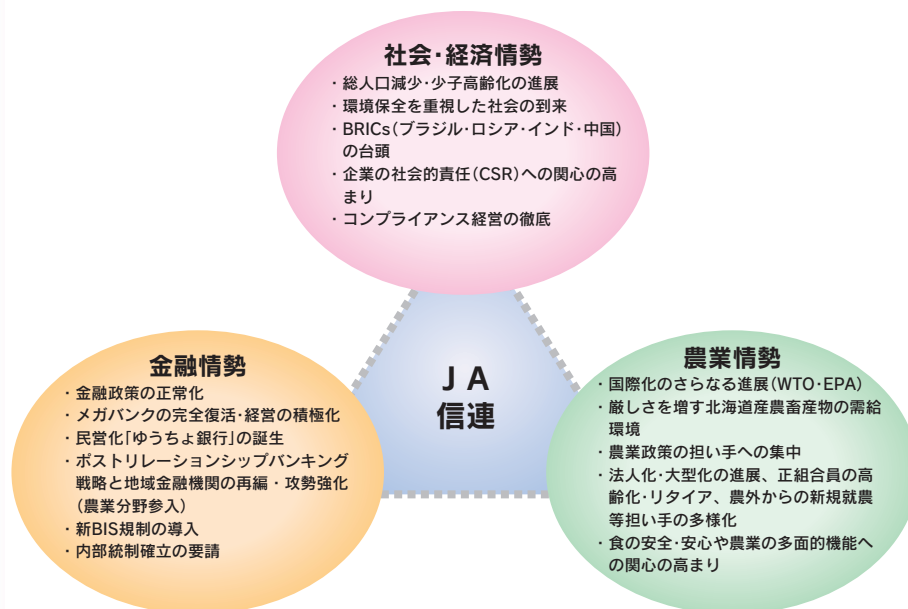 社会・経済情勢
・総人口減少・少子高齢化の進展
・環境保全を重視した社会の到来
・BRICs(ブラジル・ロシア・インド・中国)
の台頭
・企業の社会的責任(CSR)への関心の高
まり
・コンプライアンス経営の徹底
JA
信連
金融情勢
・金融政策の正常化
・メガバンクの完全復活・経営の積極化
・民営化「ゆうちょ銀行」の誕生
・ポストリレーションシップバンキング
戦略と地域金融機関の再編・攻勢強化
(農業分野参入)
・新BIS規制の導入
・内部統制確立の要請
農業情勢
・国際化のさらなる進展(WTO・EPA)
・厳しさを増す北海道産農畜産物の需給
環境
・農業政策の担い手への集中
・法人化・大型化の進展、正組合員の高
齢化・リタイア、農外からの新規就農
等担い手の多様化
・食の安全・安心や農業の多面的機能へ
の関心の高まり